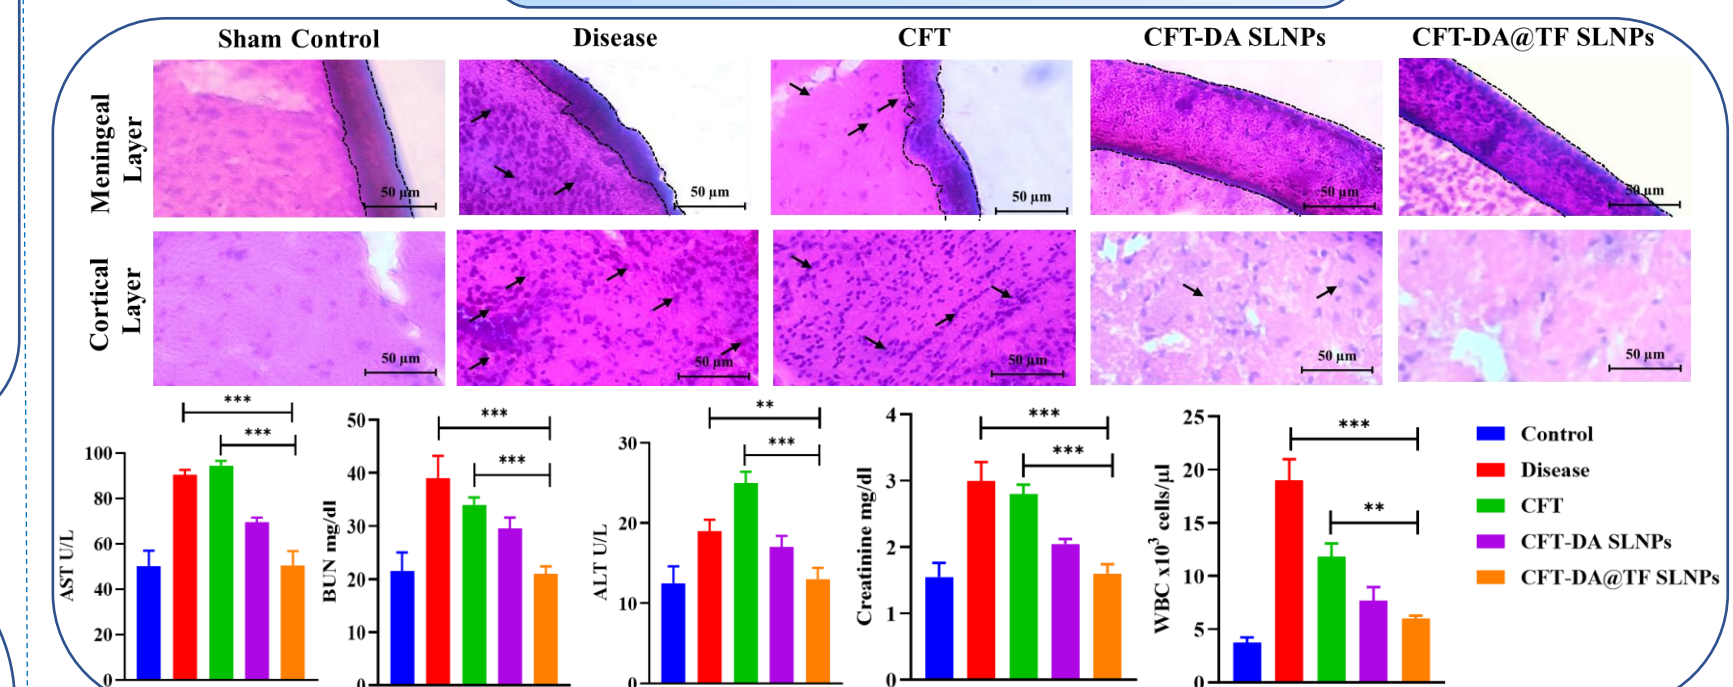 Sham Control
Disease
CFT
CFT-DA SLNPs
CFT-DA@TF SLNPs
Meningeal
Layer
50 µm
50 µm
50 µm
50 µm
50 µm
Cortical
Layer
50 µm
50 µm
50 µm
50 µm
50 µm
AST U/L
100
80
60
40
20
0
***
***
BUN mg/dl
50
40
30
20
10
0
***
***
ALT U/L
30
20
10
0
**
***
Creatinine mg/dl
4
3
2
1
0
***
***
WBC x10³ cells/µl
25
20
15
10
5
0
***
**
Control
Disease
CFT
CFT-DA SLNPs
CFT-DA@TF SLNPs